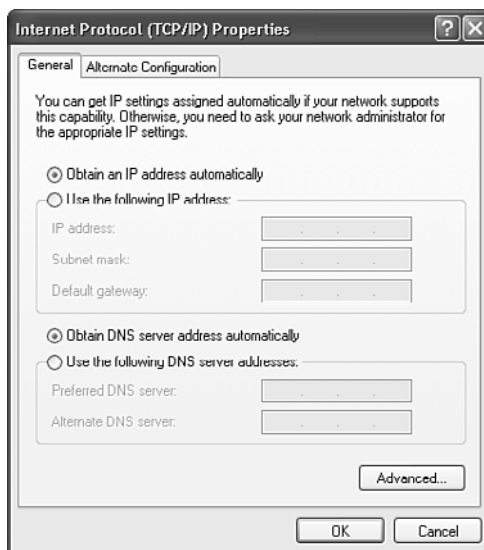 Internet Protocol (TCP/IP) Properties
General
Alternate Configuration
You can get IP settings assigned automatically if your network supports
this capability. Otherwise, you need to ask your network administrator for
the appropriate IP settings.
Obtain an IP address automatically
Use the following IP address:
IP address:
Subnet mask:
Default gateway:
Obtain DNS server address automatically
Use the following DNS server addresses:
Preferred DNS server:
Alternate DNS server:
Advanced...
OK
Cancel